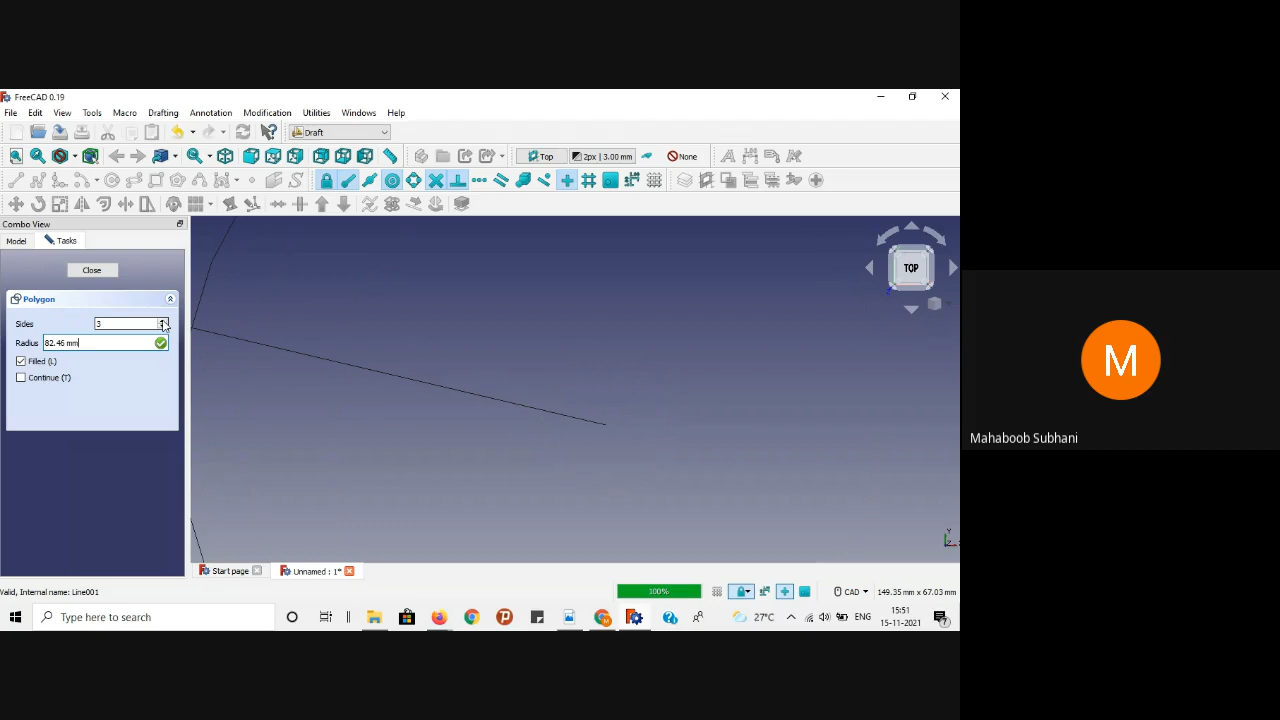 FreeCAD 0.19
File Edit View Tools Macro Drafting Annotation Modification Utilities Windows Help
Draft
Top 2px | 3.00 mm None
Combo View
Model Tasks
Close
Polygon
Sides 3
Radius 82.46 mm
Filled (L)
Continue (T)
TOP
Y
Start page Unnamed : 1*
Valid, Internal name: Line001 100% CAD 149.35 mm x 67.03 mm
Type here to search 27°C ENG 15:51
15-11-2021
7
M
Mahaboob Subhani